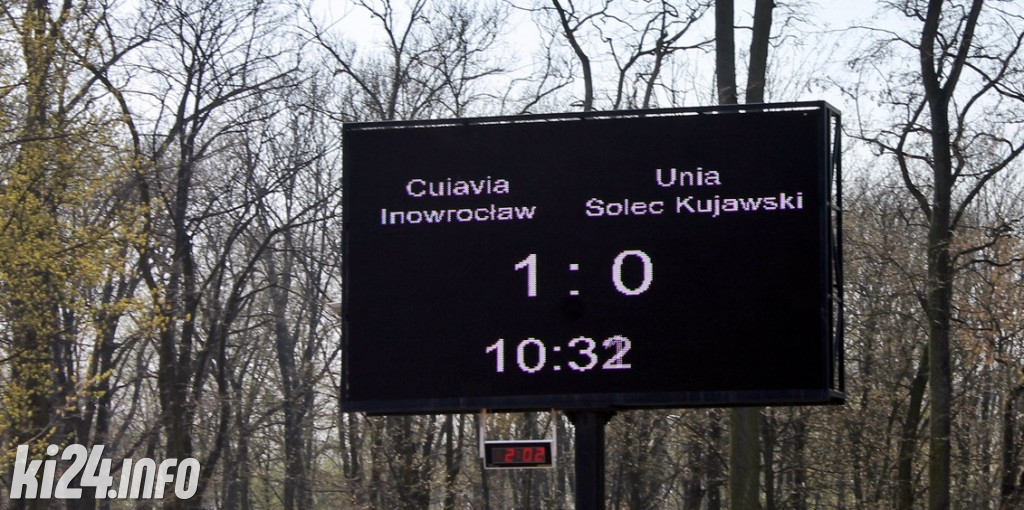 Cuiavia
Inowrocław
Unia
Solec Kujawski
1 : 0
10:32
2:02
ki24.info